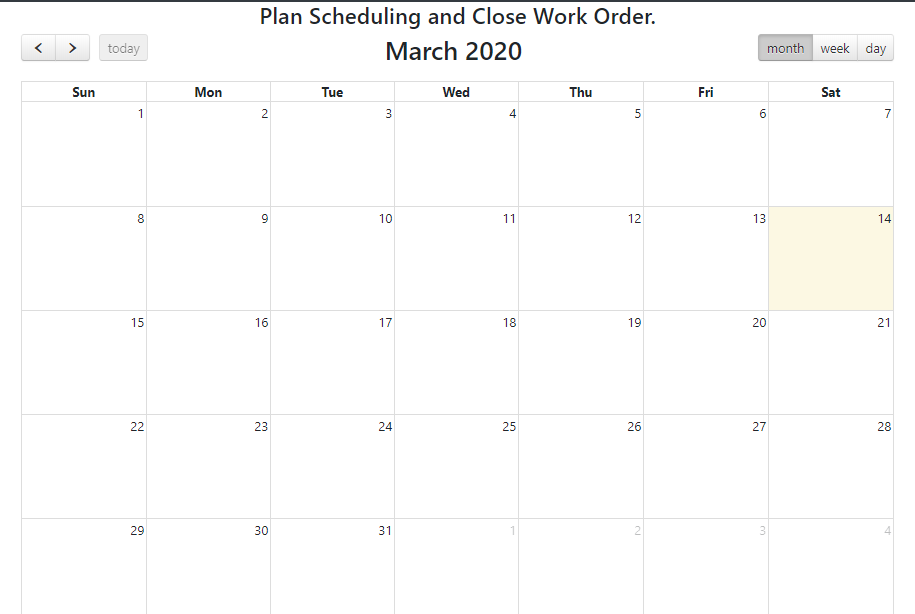 Plan Scheduling and Close Work Order.
< > today
March 2020
month week day
Sun Mon Tue Wed Thu Fri Sat
1 2 3 4 5 6 7
8 9 10 11 12 13 14
15 16 17 18 19 20 21
22 23 24 25 26 27 28
29 30 31 1 2 3 4